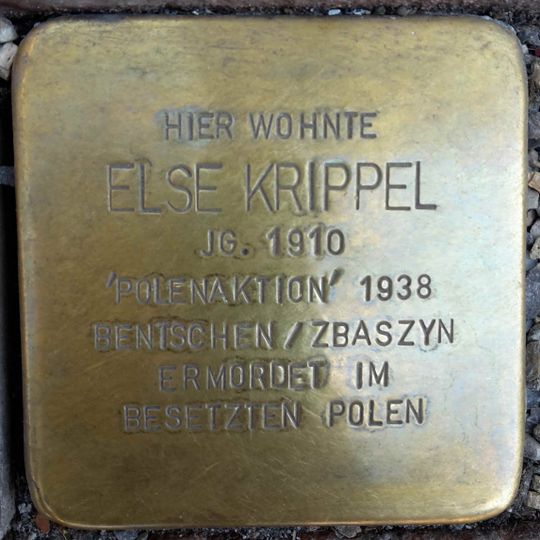 HIER WOHNTE
ELSE KRIPPEL
JG. 1910
'POLENAKTION' 1938
BENTSCHEN / ZBASZYN
ERMORDET IM
BESETZTEN POLEN